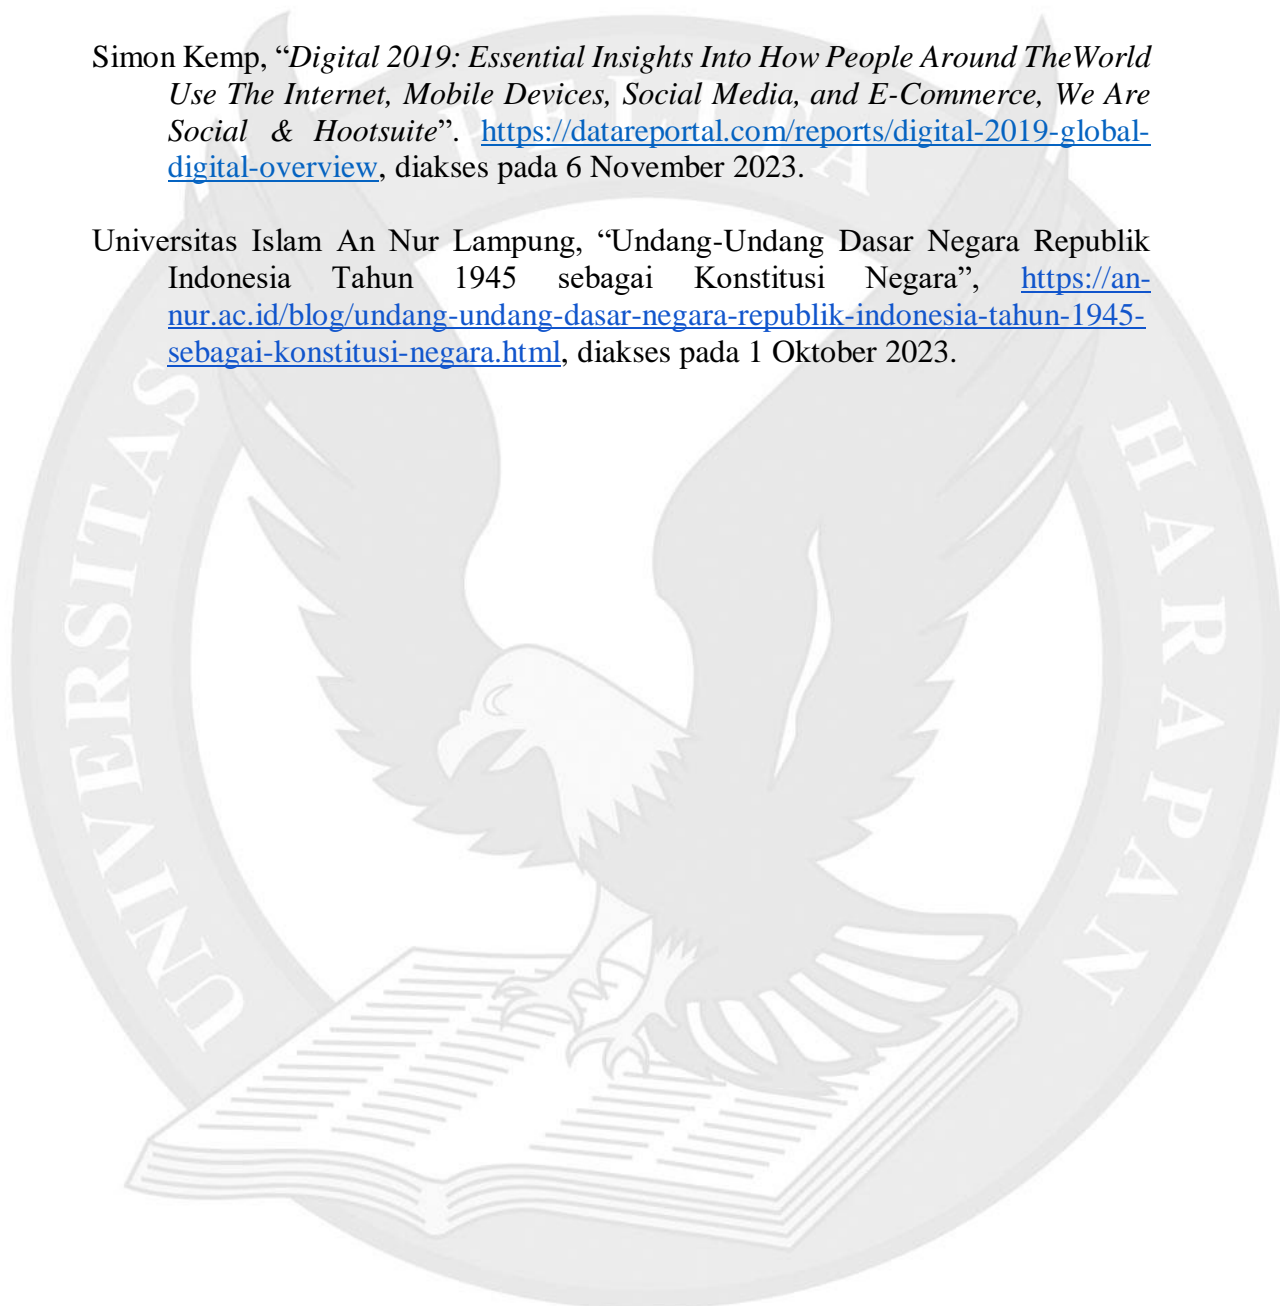 Simon Kemp, “Digital 2019: Essential Insights Into How People Around TheWorld
Use The Internet, Mobile Devices, Social Media, and E-Commerce, We Are
Social & Hootsuite”. https://datareportal.com/reports/digital-2019-global-
digital-overview, diakses pada 6 November 2023.
Universitas Islam An Nur Lampung, “Undang-Undang Dasar Negara Republik
Indonesia Tahun 1945 sebagai Konstitusi Negara”, https://an-
nur.ac.id/blog/undang-undang-dasar-negara-republik-indonesia-tahun-1945-
sebagai-konstitusi-negara.html, diakses pada 1 Oktober 2023.
UNIVERSITAS PELITA HARAPAN